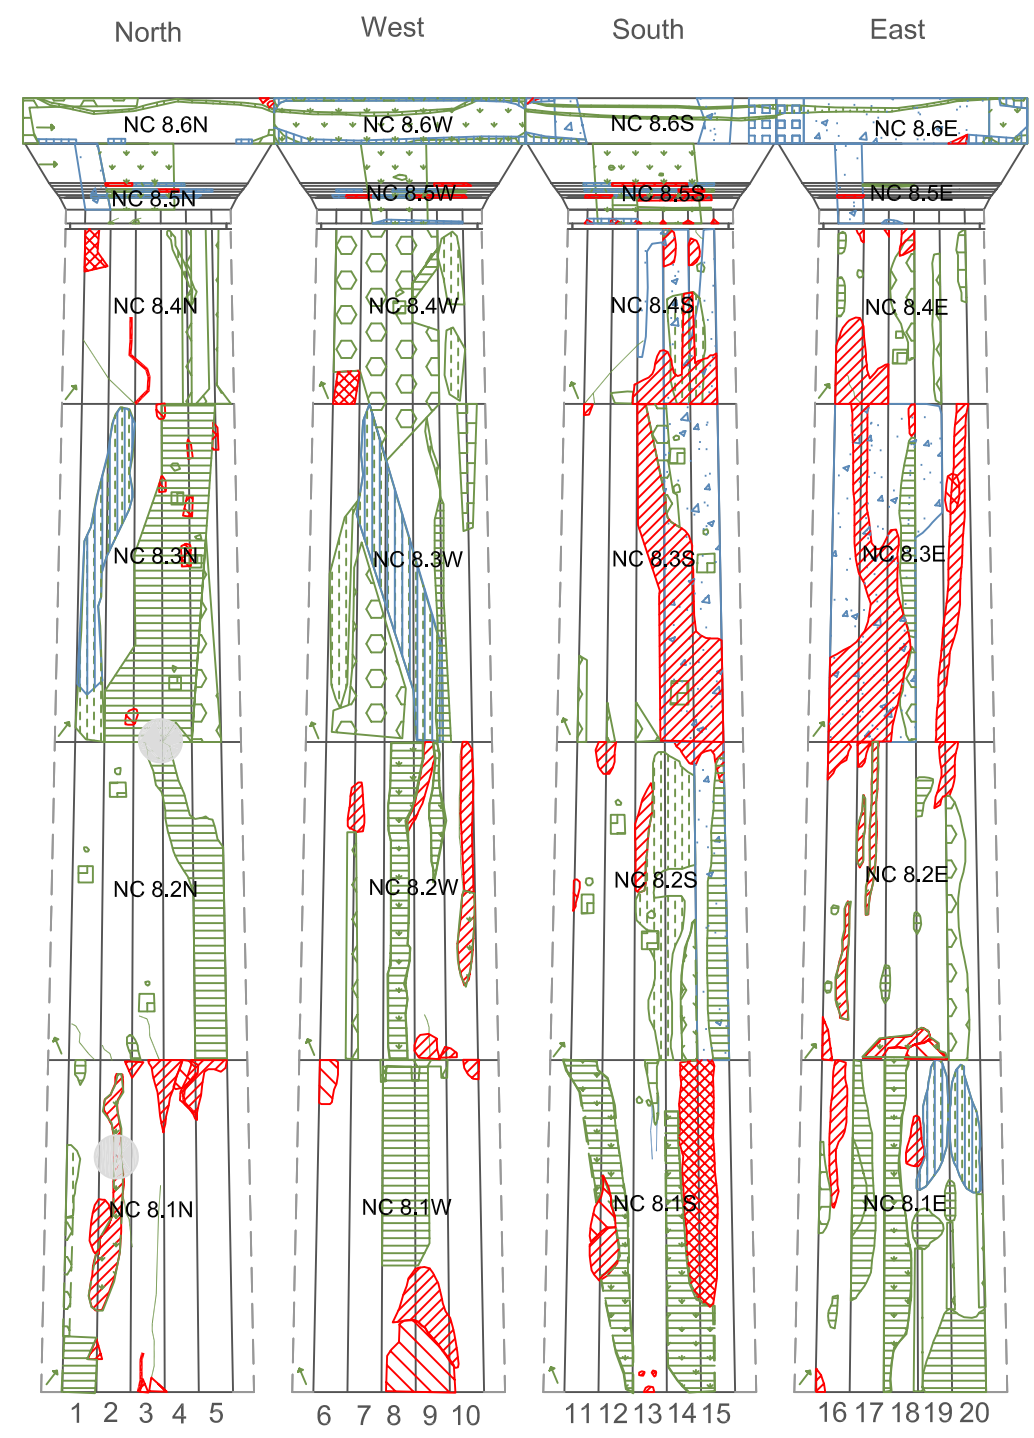 North West South East
NC 8.6N NC 8.6W NC 8.6S NC 8.6E
NC 8.5N NC 8.5W NC 8.5S NC 8.5E
NC 8.4N NC 8.4W NC 8.4S NC 8.4E
NC 8.3N NC 8.3W NC 8.3S NC 8.3E
NC 8.2N NC 8.2W NC 8.2S NC 8.2E
NC 8.1N NC 8.1W NC 8.1S NC 8.1E
1 2 3 4 5 6 7 8 9 10 11 12 13 14 15 16 17 18 19 20